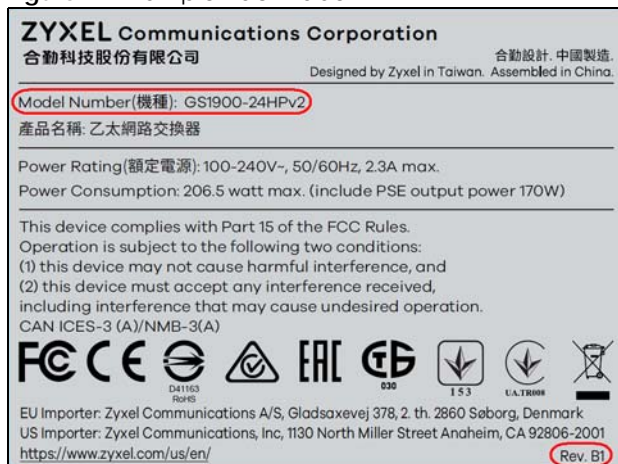 ZYXEL Communications Corporation
合勤科技股份有限公司
合勤設計. 中國製造.
Designed by Zyxel in Taiwan. Assembled in China.
Model Number(機種): GS1900-24HPv2
產品名稱: 乙太網路交換器
Power Rating(額定電源): 100-240V~, 50/60Hz, 2.3A max.
Power Consumption: 206.5 watt max. (include PSE output power 170W)
This device complies with Part 15 of the FCC Rules.
Operation is subject to the following two conditions:
(1) this device may not cause harmful interference, and
(2) this device must accept any interference received,
including interference that may cause undesired operation.
CAN ICES-3 (A)/NMB-3(A)
FC CE EAC
D41163
RoHS
030
153
UA.TR008
EU Importer: Zyxel Communications A/S, Gladsaxevej 378, 2. th. 2860 Søborg, Denmark
US Importer: Zyxel Communications, Inc, 1130 North Miller Street Anaheim, CA 92806-2001
https://www.zyxel.com/us/en/
Rev. B1